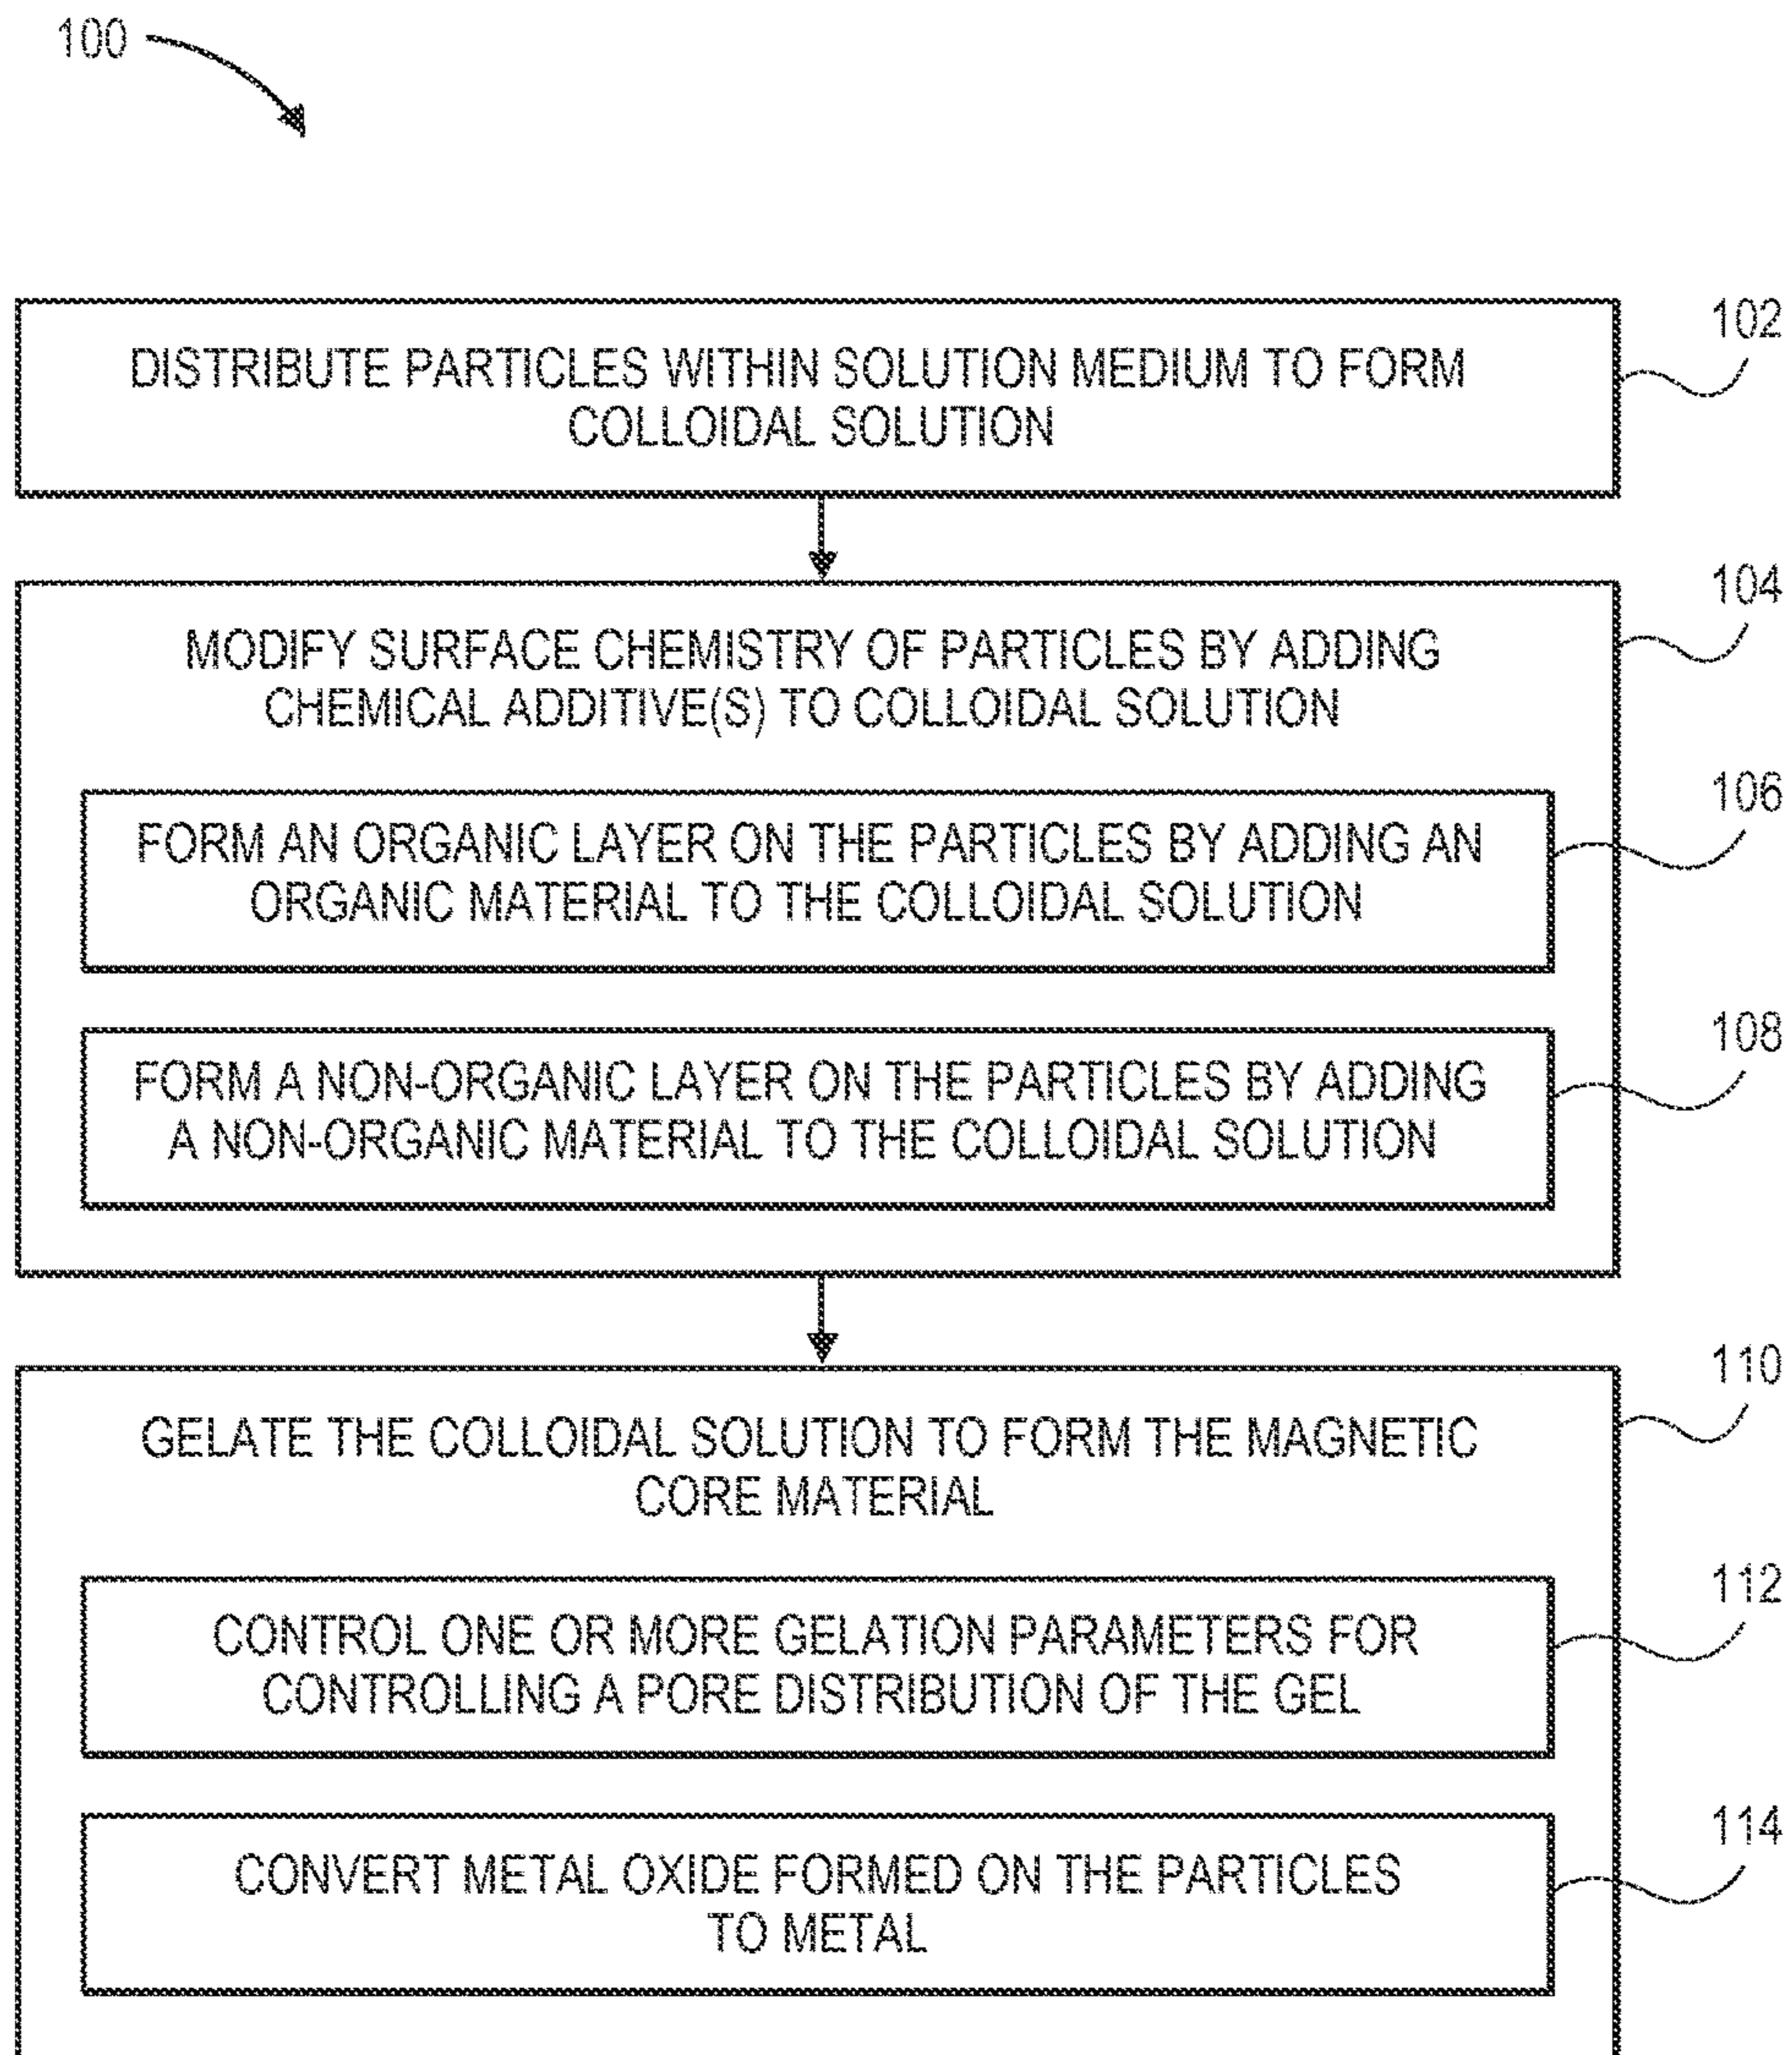 100
102
DISTRIBUTE PARTICLES WITHIN SOLUTION MEDIUM TO FORM
COLLOIDAL SOLUTION
104
MODIFY SURFACE CHEMISTRY OF PARTICLES BY ADDING
CHEMICAL ADDITIVE(S) TO COLLOIDAL SOLUTION
106
FORM AN ORGANIC LAYER ON THE PARTICLES BY ADDING AN
ORGANIC MATERIAL TO THE COLLOIDAL SOLUTION
108
FORM A NON-ORGANIC LAYER ON THE PARTICLES BY ADDING
A NON-ORGANIC MATERIAL TO THE COLLOIDAL SOLUTION
110
GELATE THE COLLOIDAL SOLUTION TO FORM THE MAGNETIC
CORE MATERIAL
112
CONTROL ONE OR MORE GELATION PARAMETERS FOR
CONTROLLING A PORE DISTRIBUTION OF THE GEL
114
CONVERT METAL OXIDE FORMED ON THE PARTICLES
TO METAL